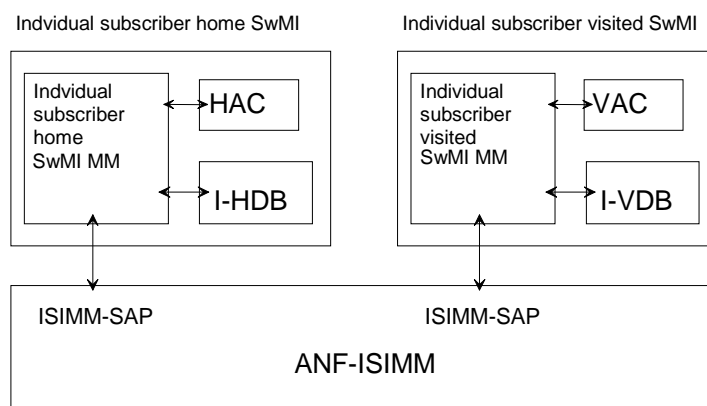 Indvidual subscriber home SwMI
Individual subscriber visited SwMI
Indvidual
subscriber
home
SwMI MM
HAC
I-HDB
Individual
subscriber
visited
SwMI MM
VAC
I-VDB
ISIMM-SAP
ISIMM-SAP
ANF-ISIMM